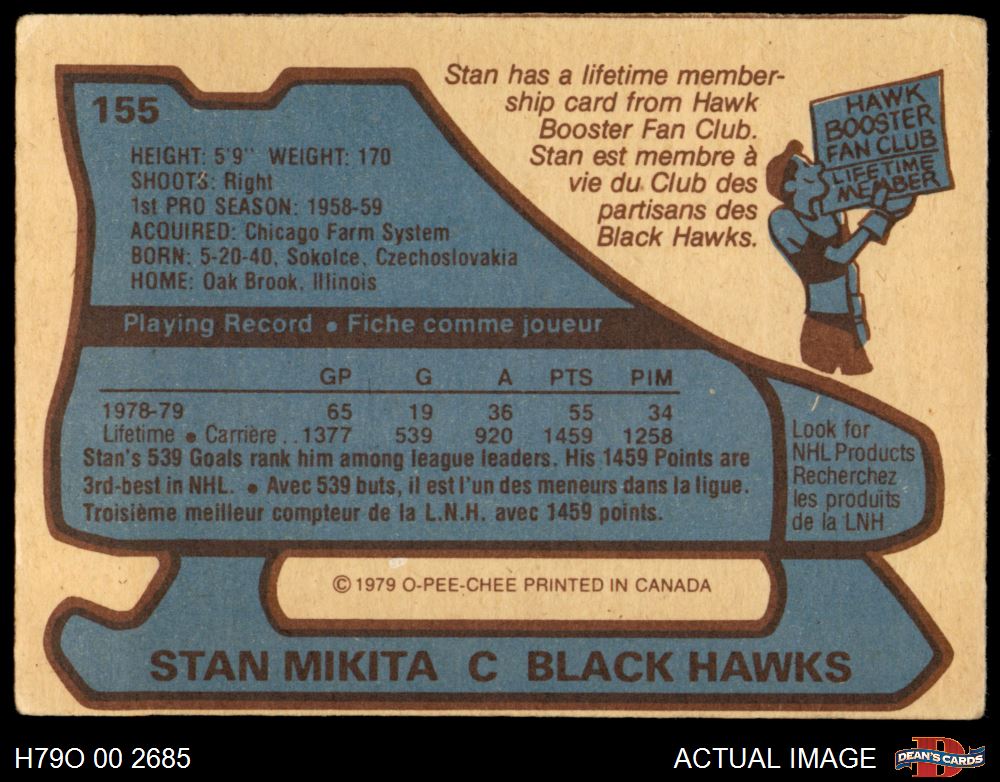 155
Stan has a lifetime member-
ship card from Hawk
Booster Fan Club.
Stan est membre à
vie du Club des
partisans des
Black Hawks.
HAWK
BOOSTER
FAN CLUB
LIFETIME
MEMBER
HEIGHT: 5'9" WEIGHT: 170
SHOOTS: Right
1st PRO SEASON: 1958-59
ACQUIRED: Chicago Farm System
BORN: 5-20-40, Sokolce, Czechoslovakia
HOME: Oak Brook, Illinois
Playing Record • Fiche comme joueur
GP G A PTS PIM
1978-79 65 19 36 55 34
Lifetime • Carrière . . 1377 539 920 1459 1258
Stan's 539 Goals rank him among league leaders. His 1459 Points are
3rd-best in NHL. • Avec 539 buts, il est l'un des meneurs dans la ligue.
Troisième meilleur compteur de la L.N.H. avec 1459 points.
Look for
NHL Products
Recherchez
les produits
de la LNH
© 1979 O-PEE-CHEE PRINTED IN CANADA
STAN MIKITA C BLACK HAWKS
H79O 00 2685
ACTUAL IMAGE
D
DEAN'S CARDS